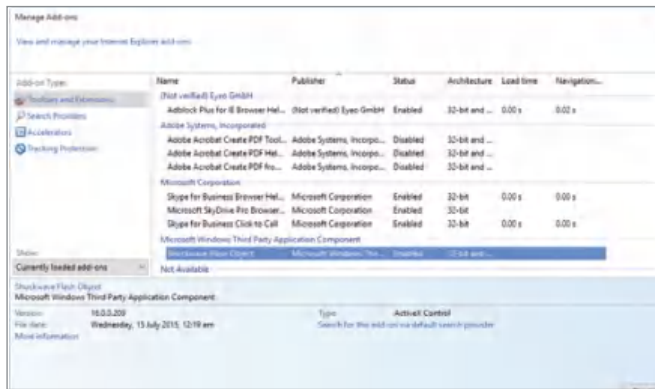 Manage Add-ons
View and manage your Internet Explorer add-ons
Add-on Types
Toolbars and Extensions
Search Providers
Accelerators
Tracking Protection
Show:
Currently loaded add-ons
Name Publisher Status Architecture Load time Navigation...
(Not verified) Eyeo GmbH
Adblock Plus for IE Browser Hel... (Not verified) Eyeo GmbH Enabled 32-bit and ... 0.00 s 0.02 s
Adobe Systems, Incorporated
Adobe Acrobat Create PDF Tool... Adobe Systems, Incorpo... Disabled 32-bit and ...
Adobe Acrobat Create PDF Hel... Adobe Systems, Incorpo... Disabled 32-bit and ...
Adobe Acrobat Create PDF fro... Adobe Systems, Incorpo... Disabled 32-bit and ...
Microsoft Corporation
Skype for Business Browser Hel... Microsoft Corporation Enabled 32-bit 0.00 s 0.00 s
Microsoft SkyDrive Pro Browser... Microsoft Corporation Enabled 32-bit
Skype for Business Click to Call Microsoft Corporation Enabled 32-bit 0.00 s 0.00 s
Microsoft Windows Third Party Application Component
Shockwave Flash Object Microsoft Windows Thir... Enabled 32-bit and ...
Not Available
Shockwave Flash Object
Microsoft Windows Third Party Application Component
Version: Type: ActiveX Control
File date: Wednesday, 15 July 2015, 12:19 am Search for this add-on via default search provider
More information